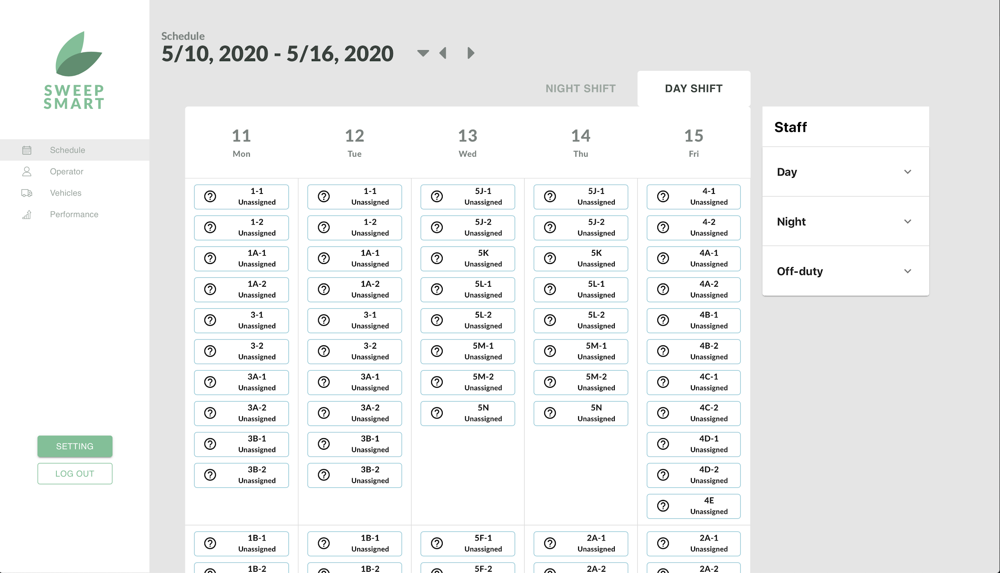 SWEEP
SMART
Schedule
Operator
Vehicles
Performance
SETTING
LOG OUT
Schedule
5/10, 2020 - 5/16, 2020
NIGHT SHIFT
DAY SHIFT
11
Mon
12
Tue
13
Wed
14
Thu
15
Fri
1-1
Unassigned
1-2
Unassigned
1A-1
Unassigned
1A-2
Unassigned
3-1
Unassigned
3-2
Unassigned
3A-1
Unassigned
3A-2
Unassigned
3B-1
Unassigned
3B-2
Unassigned
1B-1
Unassigned
1B-2
1-1
Unassigned
1-2
Unassigned
1A-1
Unassigned
1A-2
Unassigned
3-1
Unassigned
3-2
Unassigned
3A-1
Unassigned
3A-2
Unassigned
3B-1
Unassigned
3B-2
Unassigned
1B-1
Unassigned
1B-2
5J-1
Unassigned
5J-2
Unassigned
5K
Unassigned
5L-1
Unassigned
5L-2
Unassigned
5M-1
Unassigned
5M-2
Unassigned
5N
Unassigned
5F-1
Unassigned
5F-2
5J-1
Unassigned
5J-2
Unassigned
5K
Unassigned
5L-1
Unassigned
5L-2
Unassigned
5M-1
Unassigned
5M-2
Unassigned
5N
Unassigned
2A-1
Unassigned
2A-2
4-1
Unassigned
4-2
Unassigned
4A-1
Unassigned
4A-2
Unassigned
4B-1
Unassigned
4B-2
Unassigned
4C-1
Unassigned
4C-2
Unassigned
4D-1
Unassigned
4D-2
Unassigned
4E
Unassigned
2A-1
Unassigned
2A-2
Staff
Day
Night
Off-duty